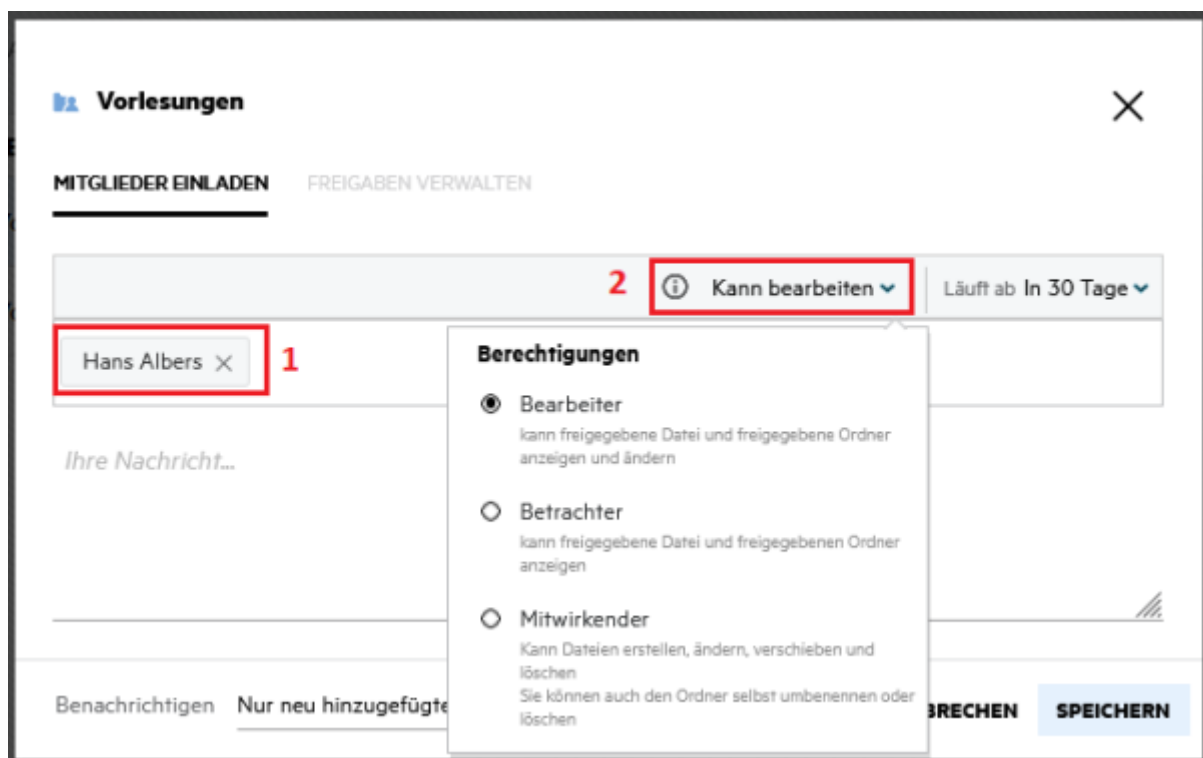 Vorlesungen
MITGLIEDER EINLADEN FREIGABEN VERWALTEN
2 Kann bearbeiten Läuft ab In 30 Tage
Hans Albers 1
Ihre Nachricht...
Berechtigungen
Bearbeiter
kann freigegebene Datei und freigegebene Ordner
anzeigen und ändern
Betrachter
kann freigegebene Datei und freigegebenen Ordner
anzeigen
Mitwirkender
Kann Dateien erstellen, ändern, verschieben und
löschen
Sie können auch den Ordner selbst umbenennen oder
löschen
Benachrichtigen Nur neu hinzugefügte BRECHEN SPEICHERN